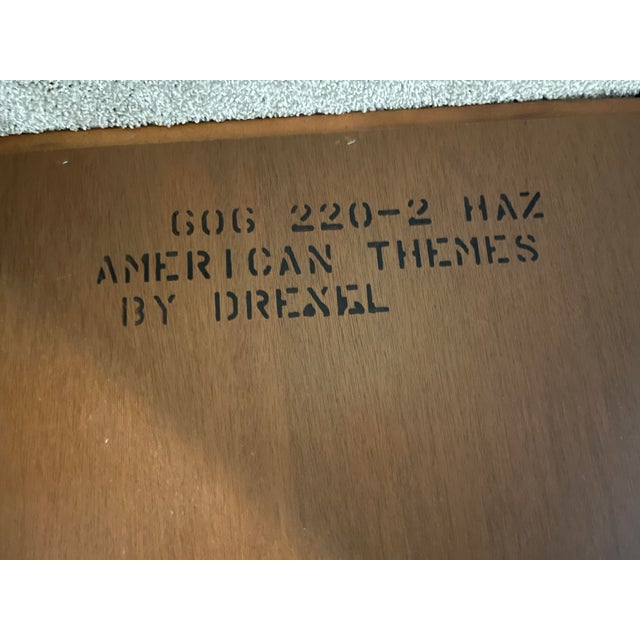 606 220-2 HAZ
AMERICAN THEMES
BY DREXEL